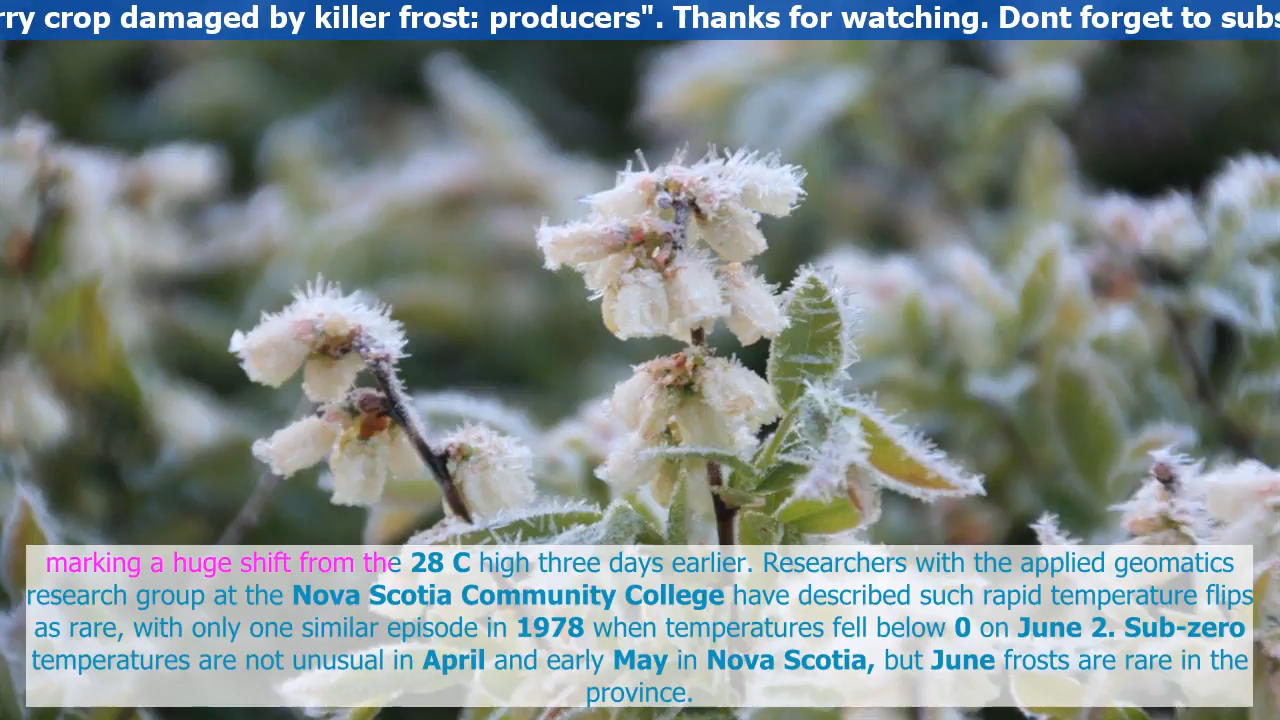 crop damaged by killer frost: producers". Thanks for watching. Dont forget to
marking a huge shift from the 28 C high three days earlier. Researchers with the applied geomatics
research group at the Nova Scotia Community College have described such rapid temperature flips
as rare, with only one similar episode in 1978 when temperatures fell below 0 on June 2. Sub-zero
temperatures are not unusual in April and early May in Nova Scotia, but June frosts are rare in the
province.